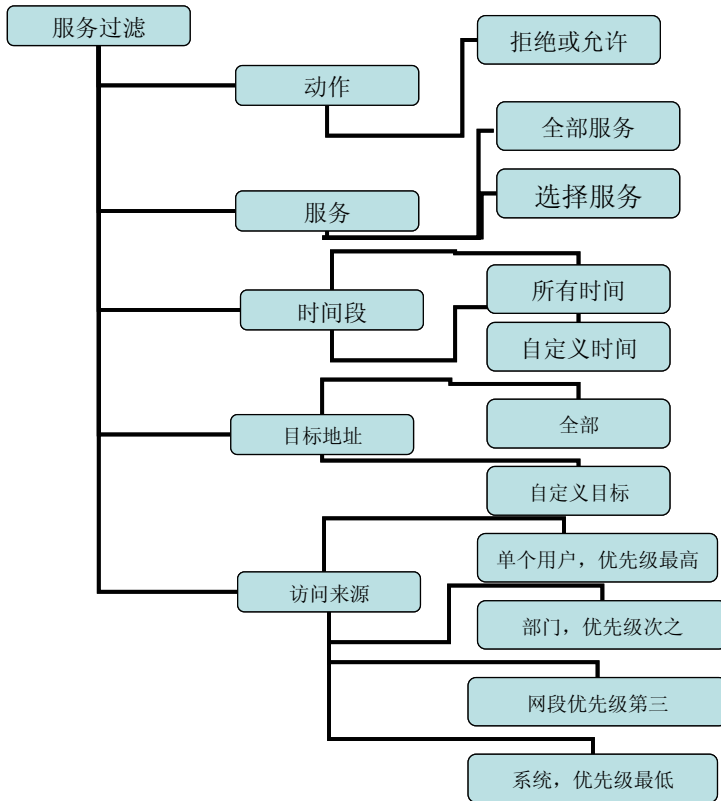 服务过滤
动作
拒绝或允许
服务
全部服务
选择服务
时间段
所有时间
自定义时间
目标地址
全部
自定义目标
访问来源
单个用户，优先级最高
部门，优先级次之
网段优先级第三
系统，优先级最低